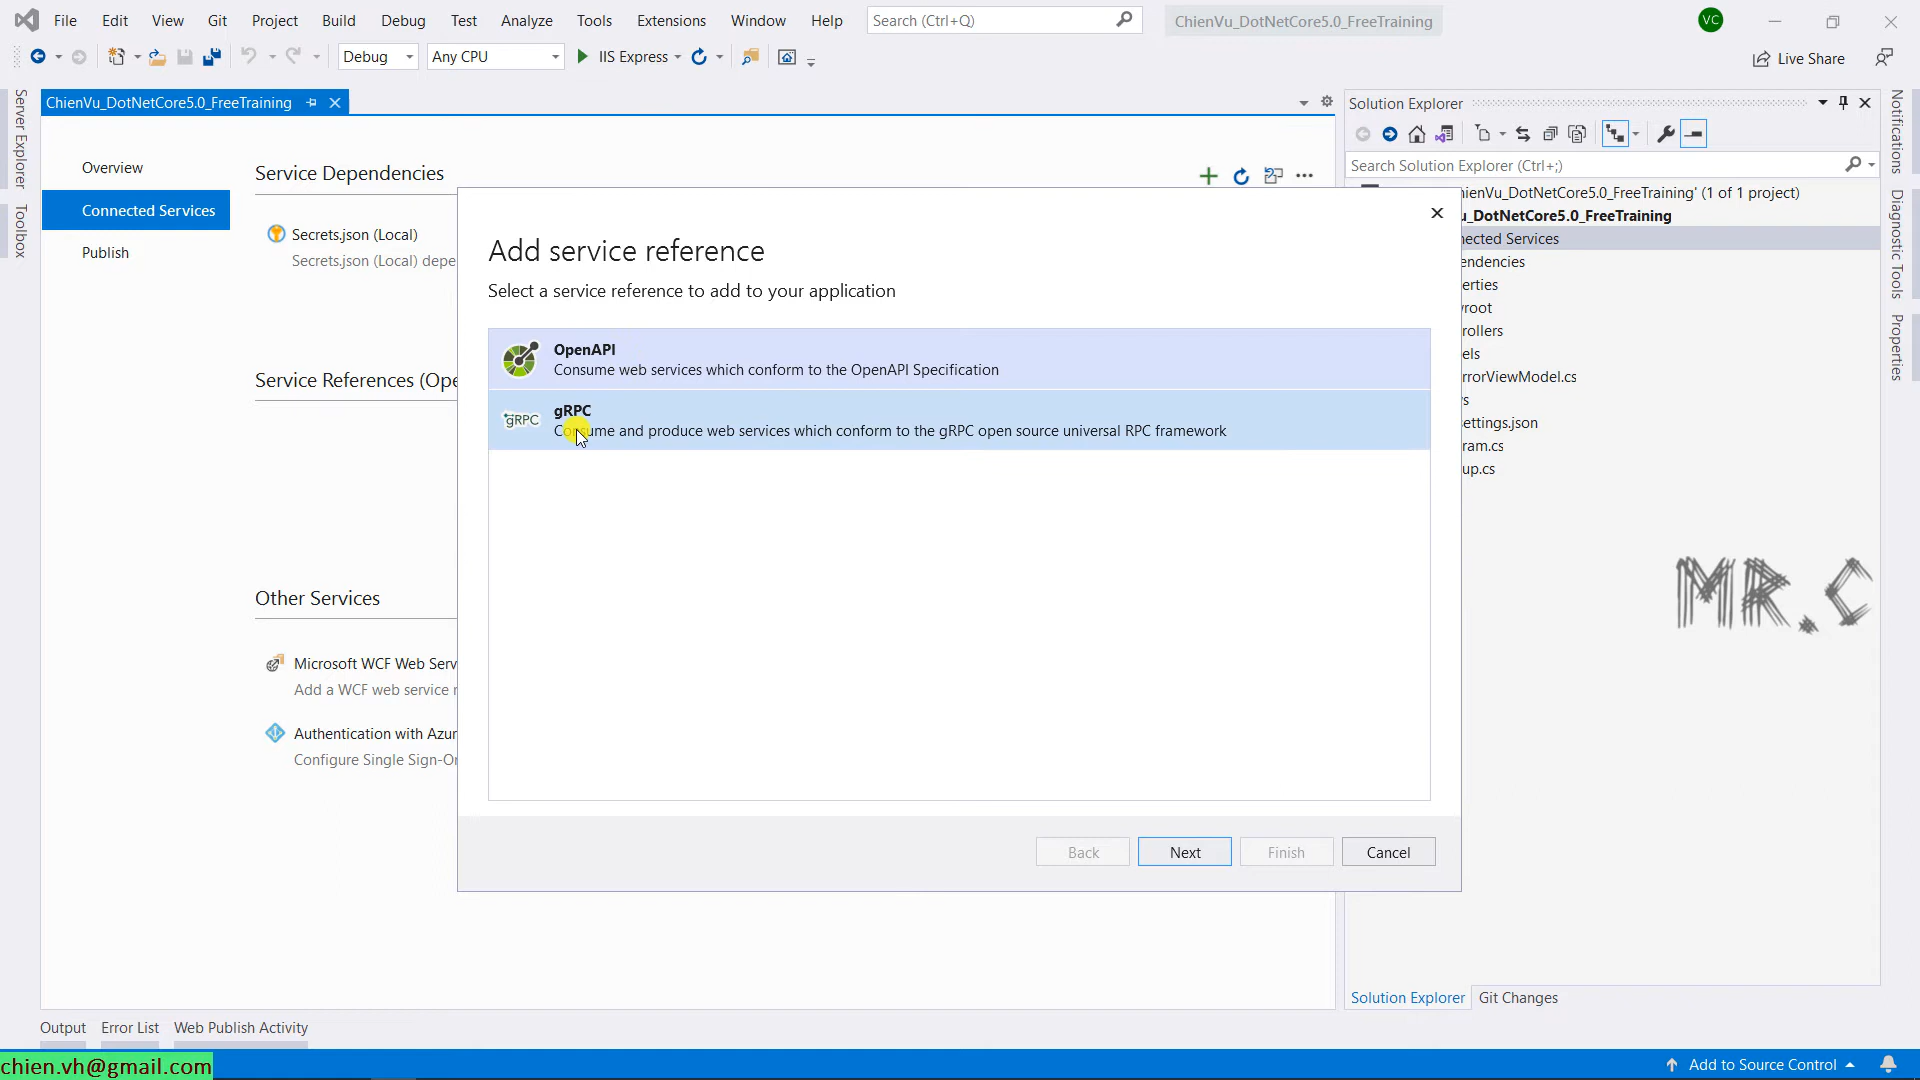 File Edit View Git Project Build Debug Test Analyze Tools Extensions Window Help Search (Ctrl+Q) ChienVu_DotNetCore5.0_FreeTraining VC
Debug Any CPU IIS Express Live Share
Server Explorer
Toolbox
ChienVu_DotNetCore5.0_FreeTraining
Overview
Connected Services
Publish
Service Dependencies
Secrets.json (Local)
Secrets.json (Local) depe
Service References (Ope
Other Services
Microsoft WCF Web Serv
Add a WCF web service r
Authentication with Azur
Configure Single Sign-Or
Add service reference
Select a service reference to add to your application
OpenAPI
Consume web services which conform to the OpenAPI Specification
gRPC
gRPC
Consume and produce web services which conform to the gRPC open source universal RPC framework
Back Next Finish Cancel
Solution Explorer
Search Solution Explorer (Ctrl+;)
hienVu_DotNetCore5.0_FreeTraining' (1 of 1 project)
u_DotNetCore5.0_FreeTraining
nected Services
endencies
erties
vroot
rollers
els
rrorViewModel.cs
s
ettings.json
ram.cs
up.cs
MR.C
Solution Explorer Git Changes
Notifications
Diagnostic Tools
Properties
Output Error List Web Publish Activity
chien.vh@gmail.com
Add to Source Control